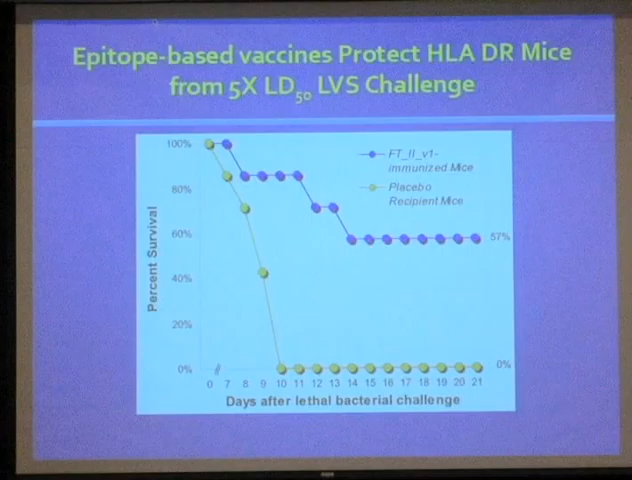 Epitope-based vaccines Protect HLA DR Mice
from 5X LD50 LVS Challenge
100%
80%
60%
40%
20%
0%
Percent Survival
FT_II_v1-
immunized Mice
Placebo
Recipient Mice
57%
0%
0 // 7 8 9 10 11 12 13 14 15 16 17 18 19 20 21
Days after lethal bacterial challenge